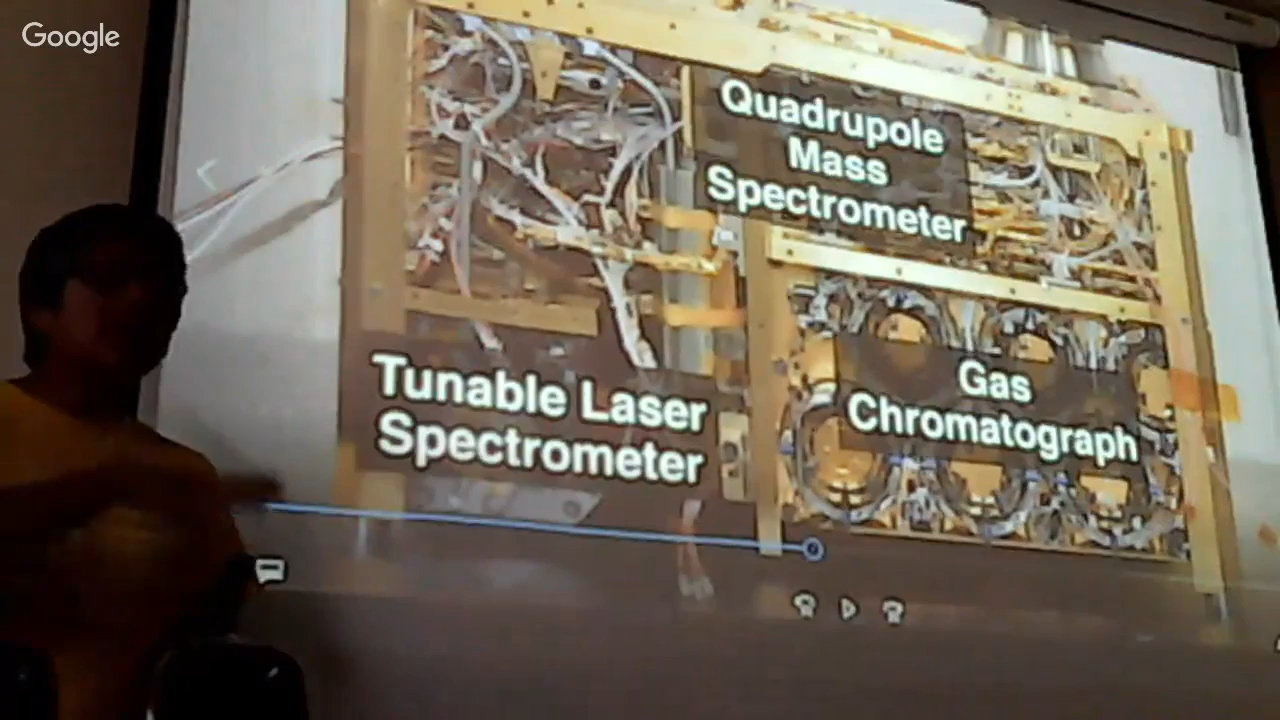 Google
Quadrupole
Mass
Spectrometer
Tunable Laser
Spectrometer
Gas
Chromatograph